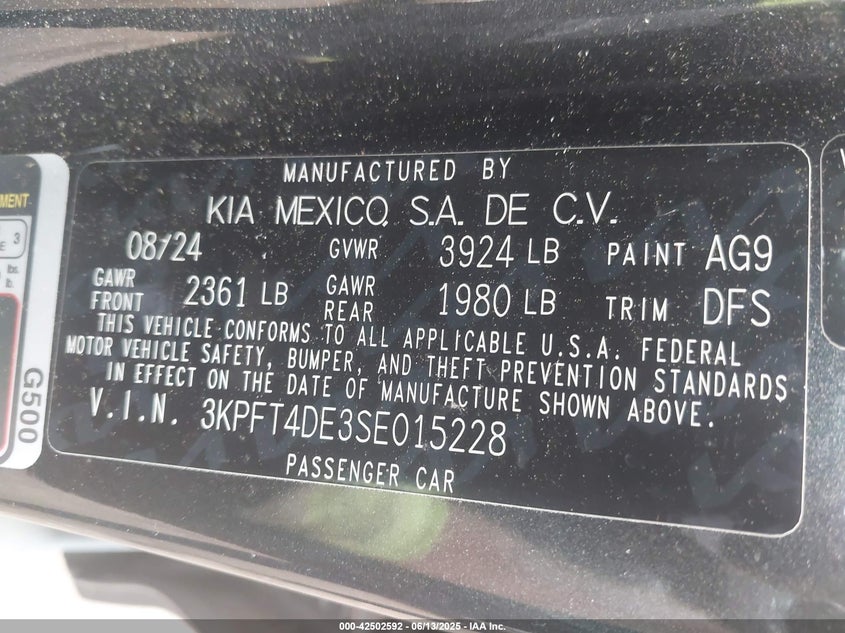 MANUFACTURED BY
KIA MEXICO, S.A. DE C.V.
08/24 GVWR 3924 LB PAINT AG9
GAWR FRONT 2361 LB GAWR REAR 1980 LB TRIM DFS
THIS VEHICLE CONFORMS TO ALL APPLICABLE U.S.A. FEDERAL
MOTOR VEHICLE SAFETY, BUMPER, AND THEFT PREVENTION STANDARDS
IN EFFECT ON THE DATE OF MANUFACTURE SHOWN ABOVE.
V.I.N. 3KPFT4DE3SE015228
PASSENGER CAR
3
lbs.
G500
000-42502592 - 06/13/2025 - IAA Inc.